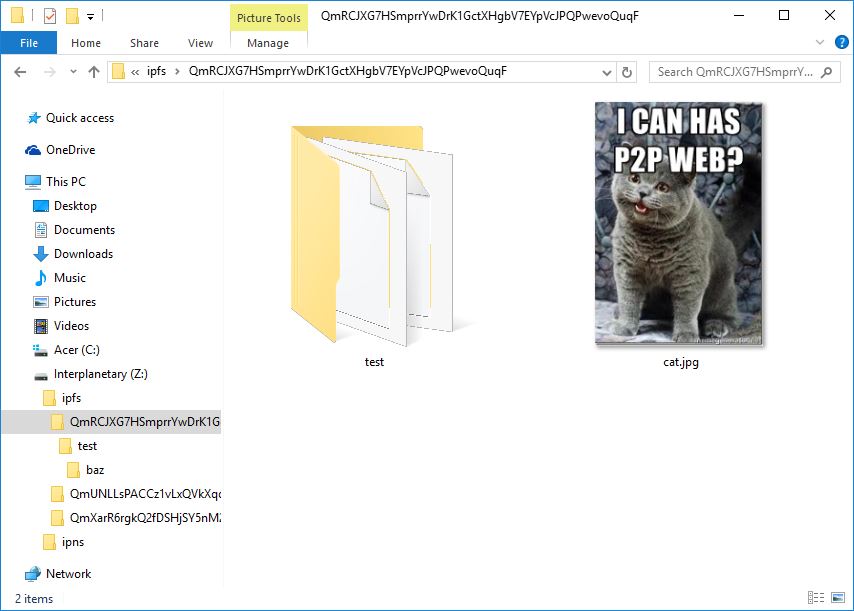 Picture Tools
QmRCJXG7HSmprrYwDrK1GctXHgbV7EYpVcJPQPwevoQuqF
File
Home
Share
View
Manage
« ipfs › QmRCJXG7HSmprrYwDrK1GctXHgbV7EYpVcJPQPwevoQuqF
Search QmRCJXG7HSmprrY...
Quick access
OneDrive
This PC
Desktop
Documents
Downloads
Music
Pictures
Videos
Acer (C:)
Interplanetary (Z:)
ipfs
QmRCJXG7HSmprrYwDrK1G
test
baz
QmUNLLsPACCz1vLxQVkXqq
QmXarR6rgkQ2fDSHjSY5nM
ipns
Network
I CAN HAS
P2P WEB?
test
cat.jpg
2 items